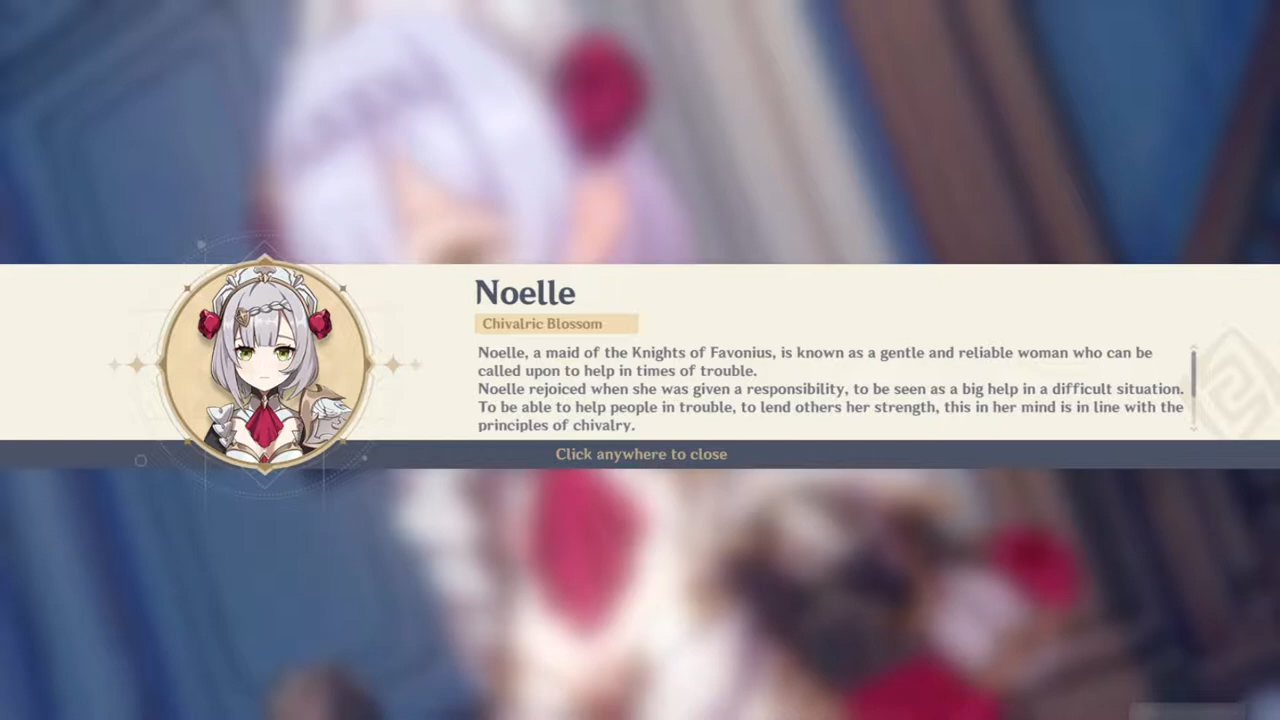 Noelle
Chivalric Blossom
Noelle, a maid of the Knights of Favonius, is known as a gentle and reliable woman who can be
called upon to help in times of trouble.
Noelle rejoiced when she was given a responsibility, to be seen as a big help in a difficult situation.
To be able to help people in trouble, to lend others her strength, this in her mind is in line with the
principles of chivalry.
Click anywhere to close